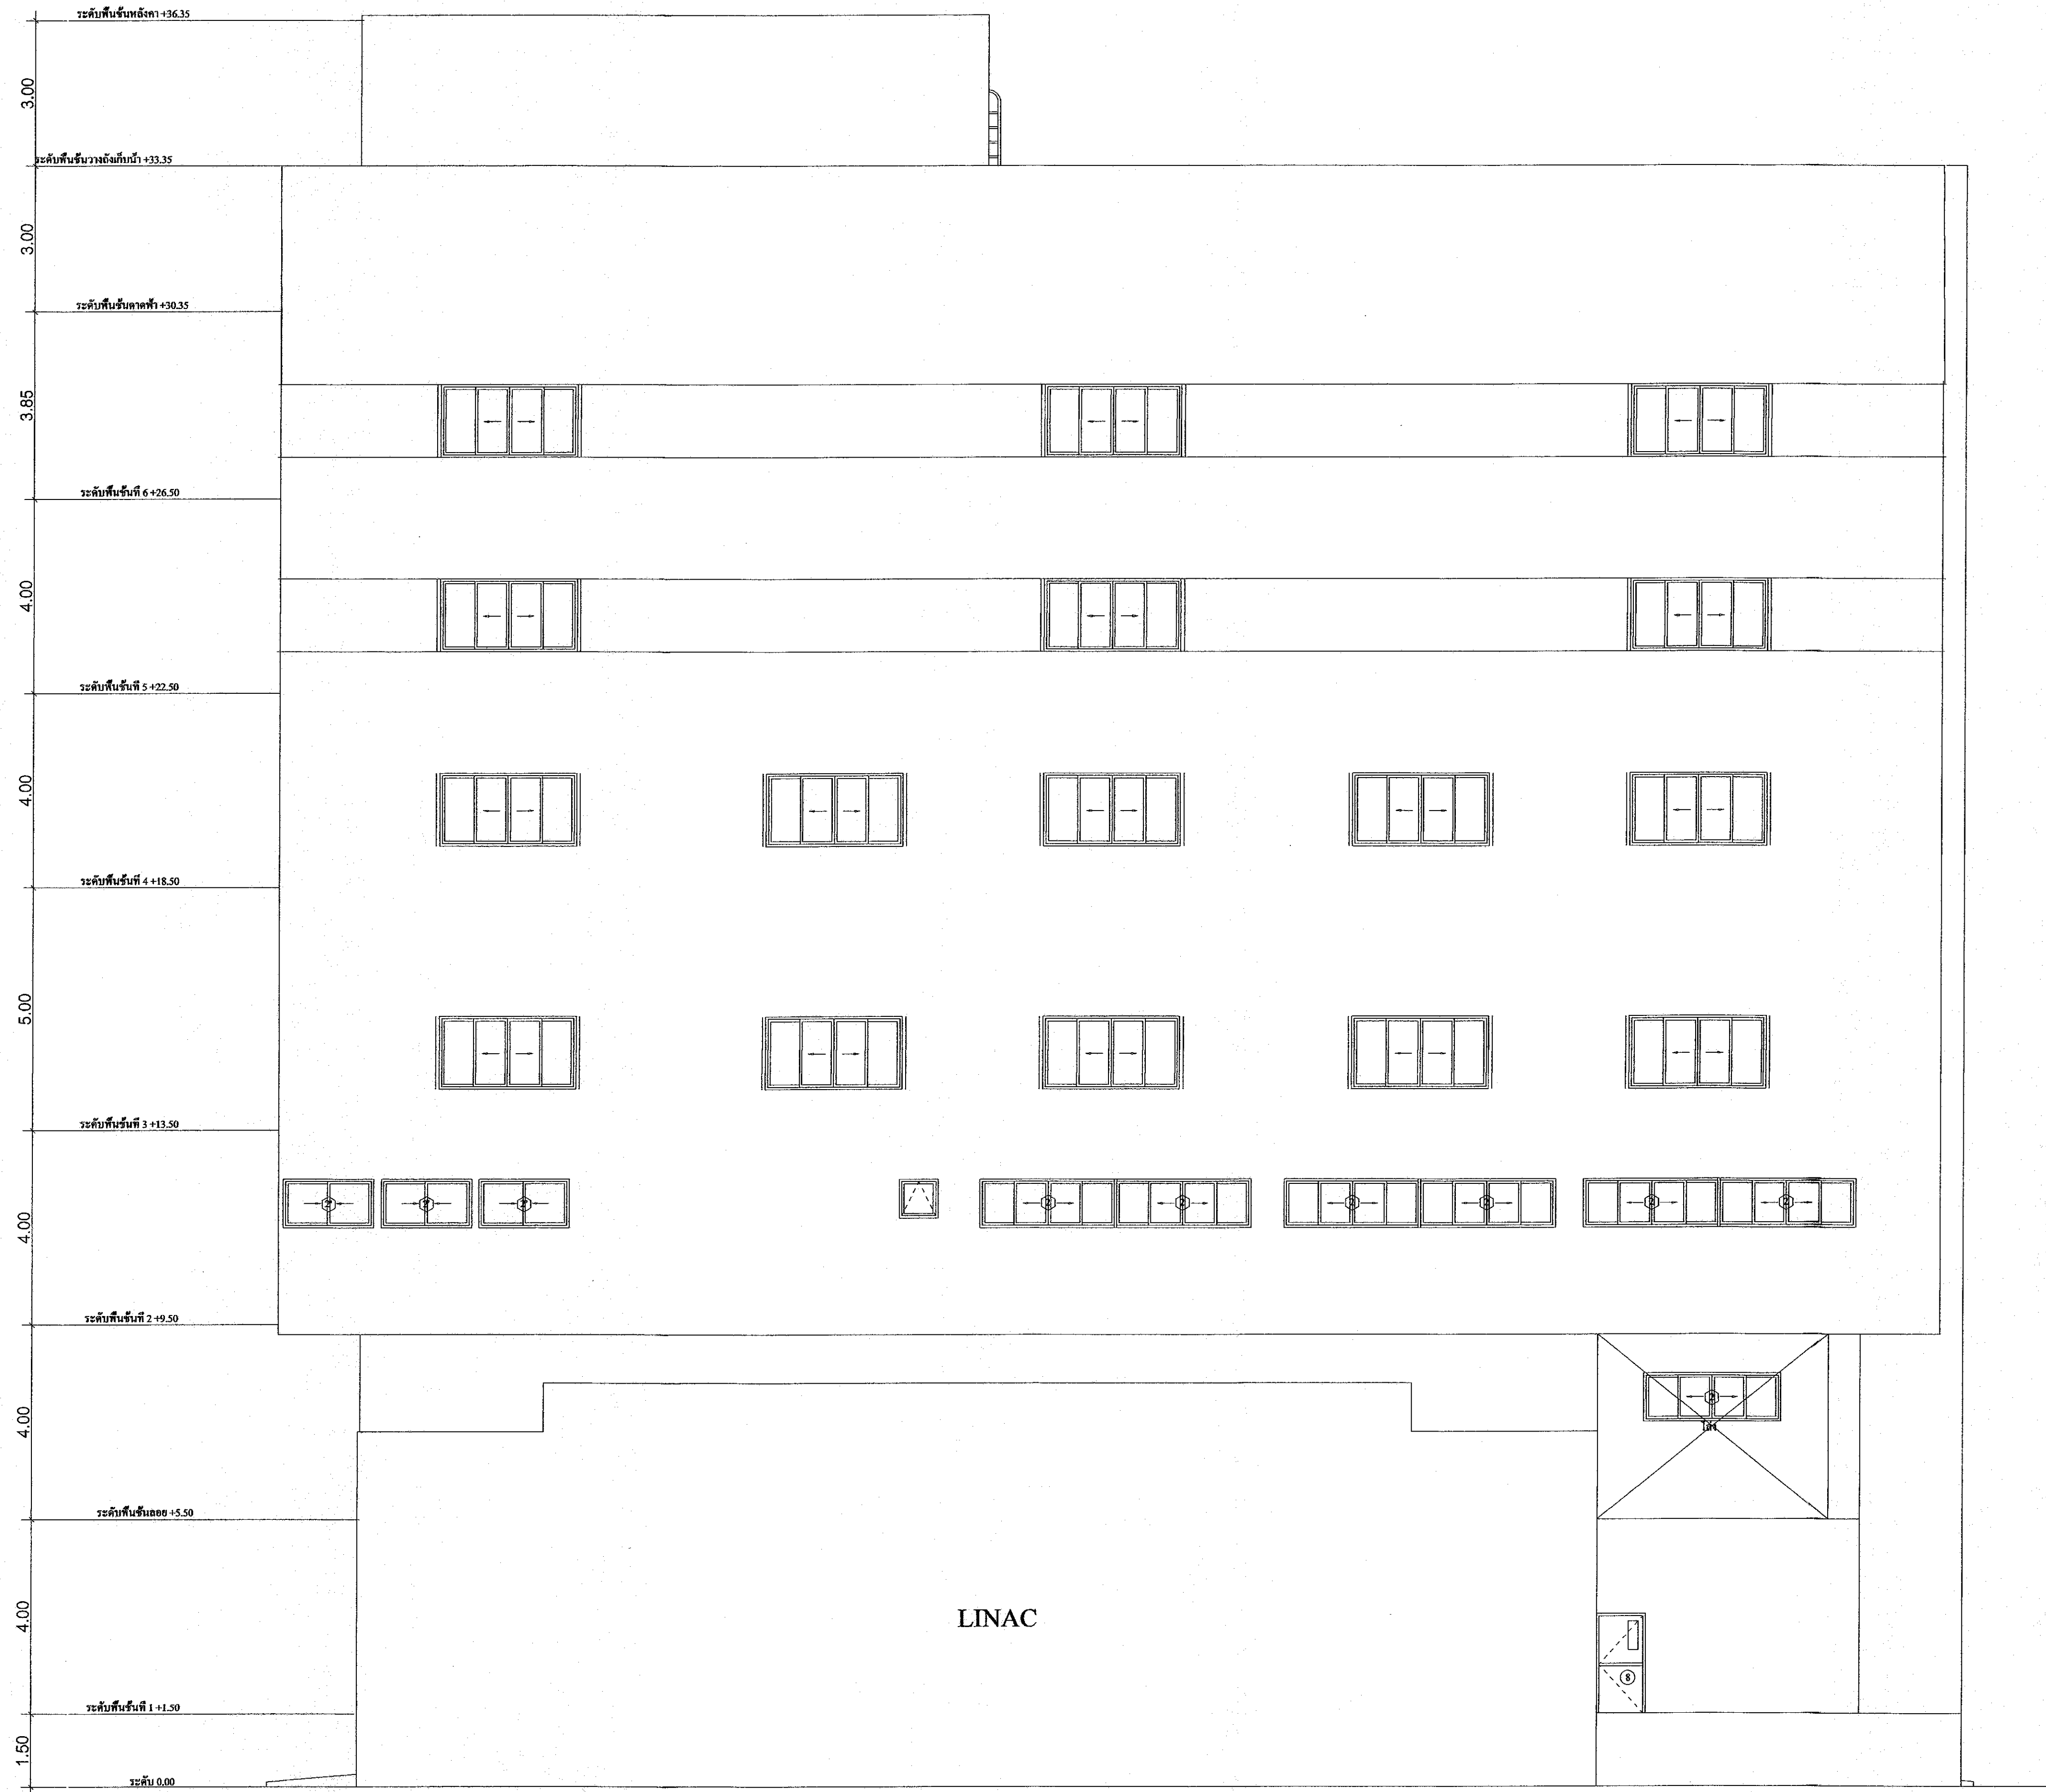 ระดับพื้นชั้นหลังคา +36.35
3.00
ระดับพื้นชั้นวางถังเก็บน้ำ +33.35
3.00
ระดับพื้นชั้นดาดฟ้า +30.35
3.85
ระดับพื้นชั้นที่ 6 +26.50
4.00
ระดับพื้นชั้นที่ 5 +22.50
4.00
ระดับพื้นชั้นที่ 4 +18.50
5.00
ระดับพื้นชั้นที่ 3 +13.50
2 2 2 2 2 2
4.00
ระดับพื้นชั้นที่ 2 +9.50
2
4.00
ระดับพื้นชั้นลอย +5.50
4.00
LINAC
8
ระดับพื้นชั้นที่ 1 +1.50
1.50
ระดับ 0.00